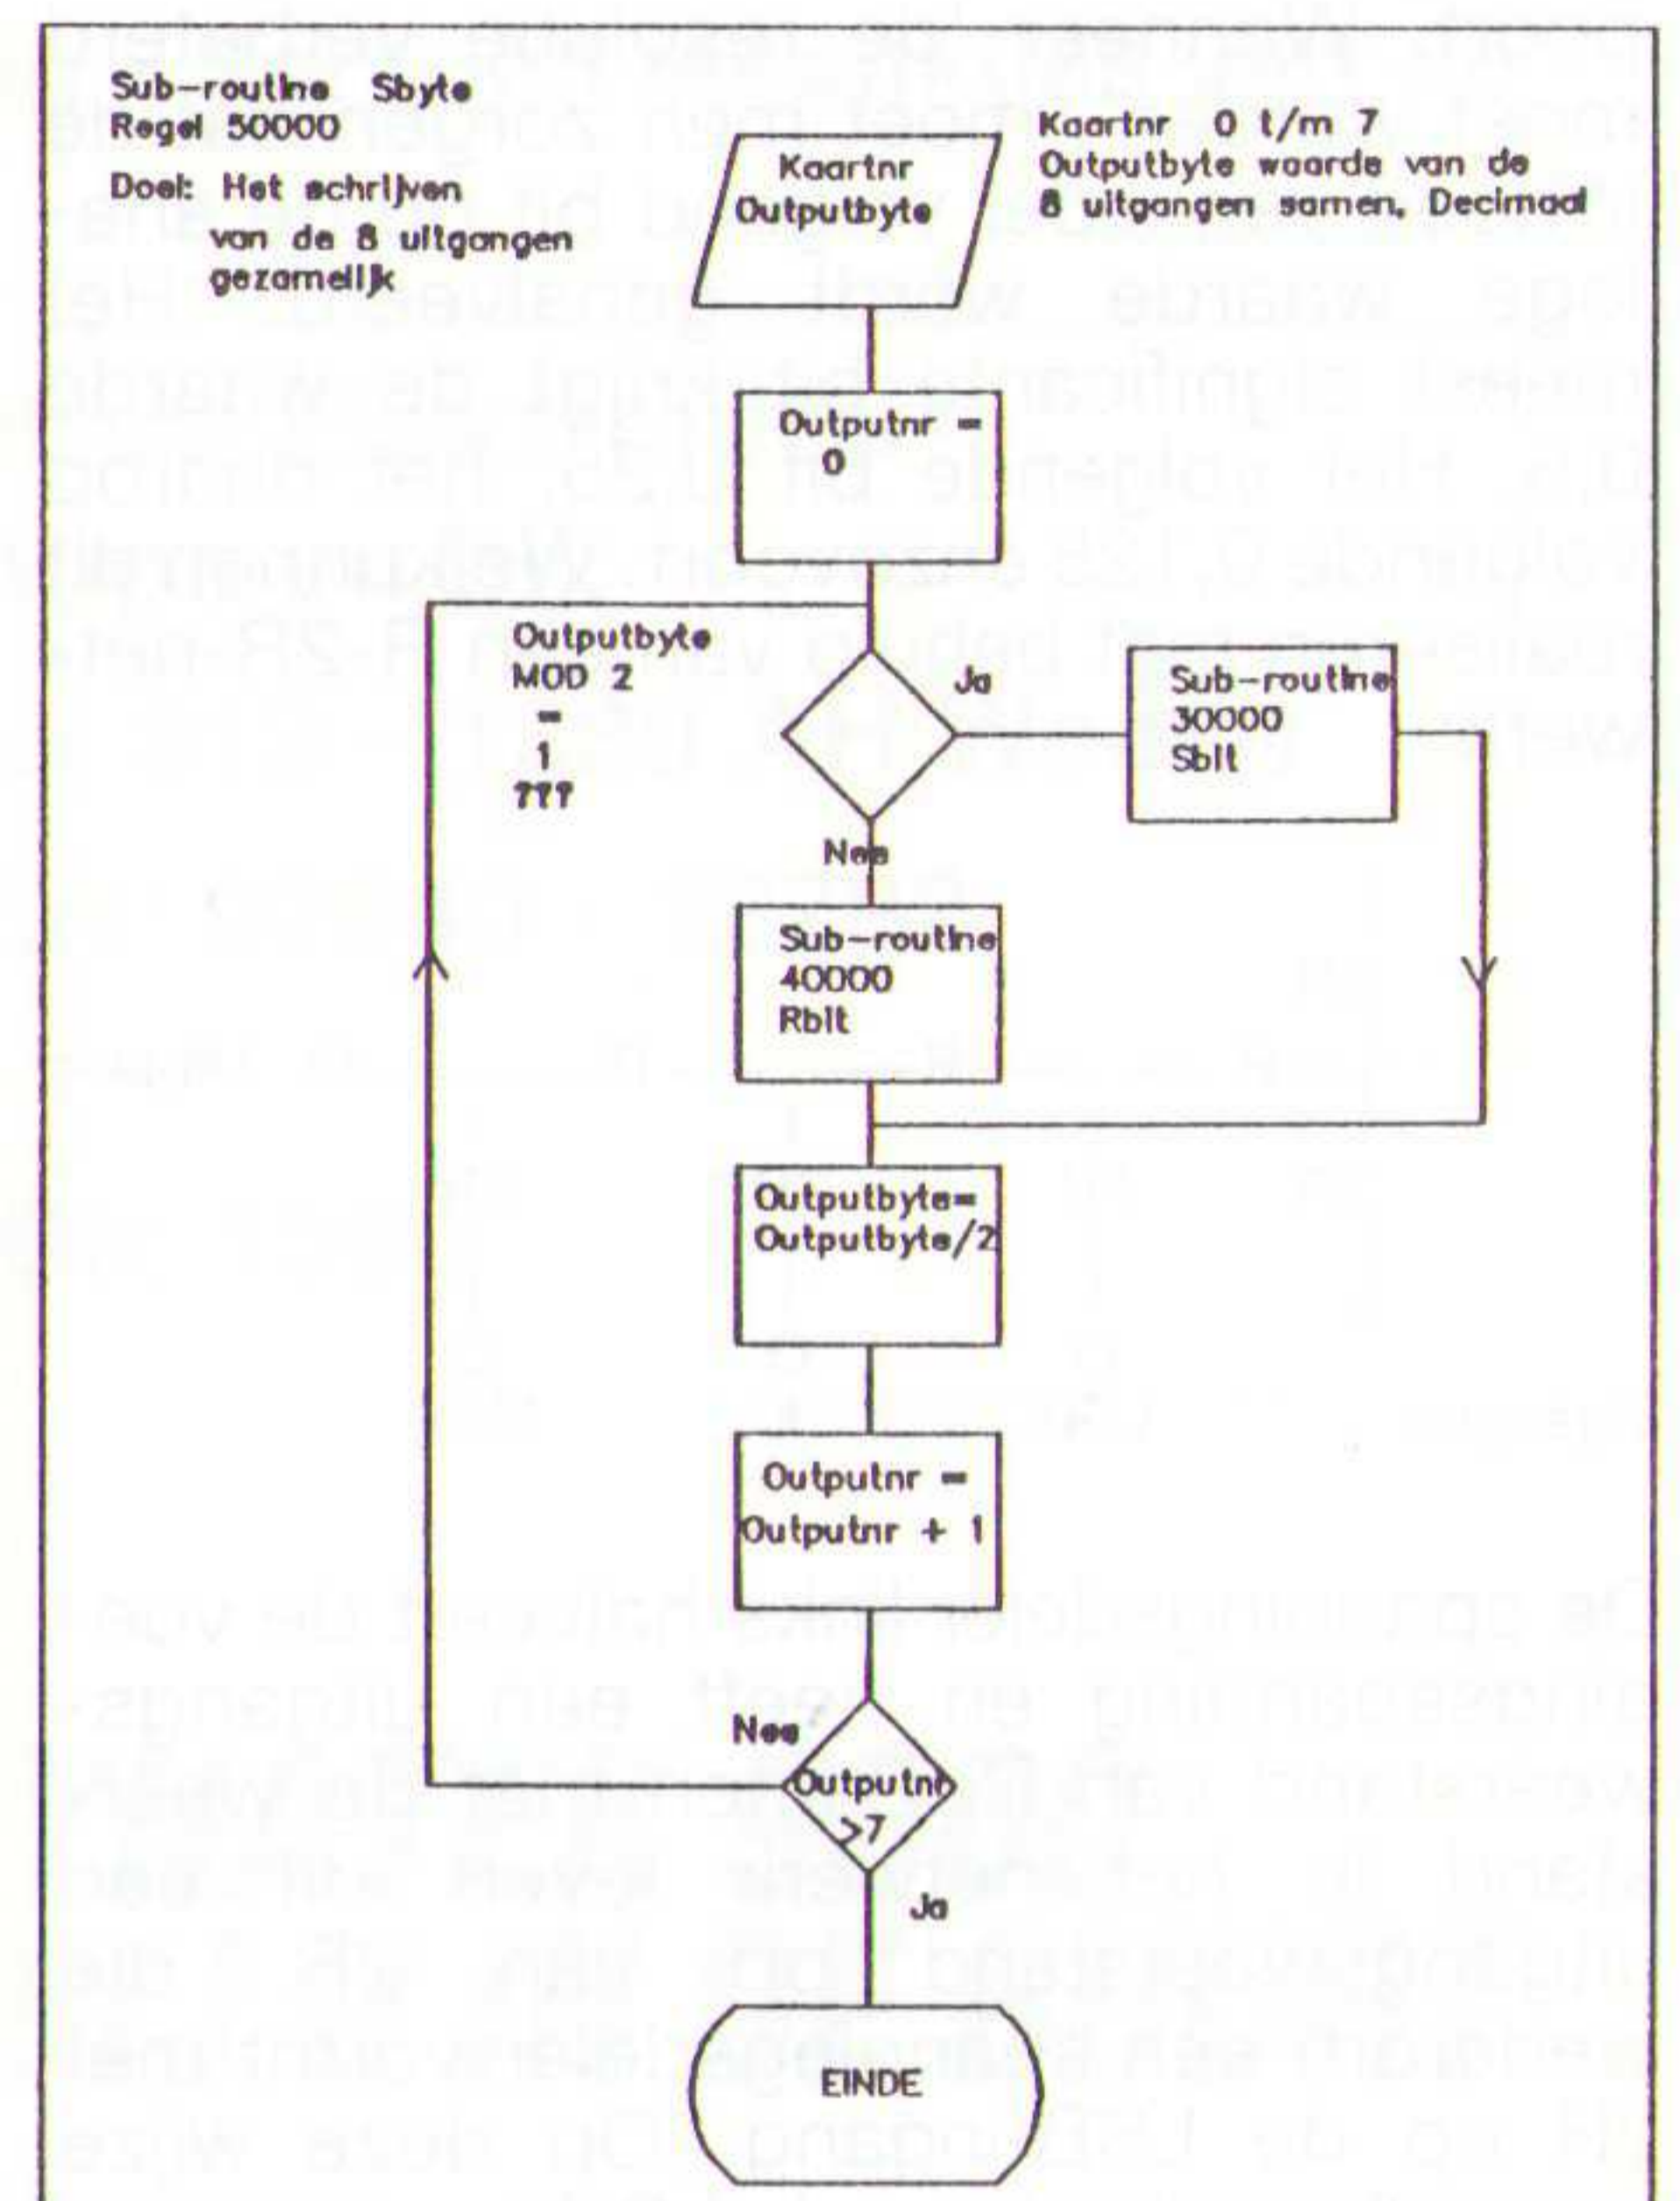 Sub-routine Sbyte
Regel 50000
Doel: Het schrijven
van de 8 uitgangen
gezamelijk
Kaartnr
Outputbyte
Kaartnr 0 t/m 7
Outputbyte waarde van de
8 uitgangen samen, Decimaal
Outputnr =
0
Outputbyte
MOD 2
=
1
???
Ja
Sub-routine
30000
Sbit
Nee
Sub-routine
40000
Rbit
Outputbyte=
Outputbyte/2
Outputnr =
Outputnr + 1
Nee
Outputnr
>7
Ja
EINDE